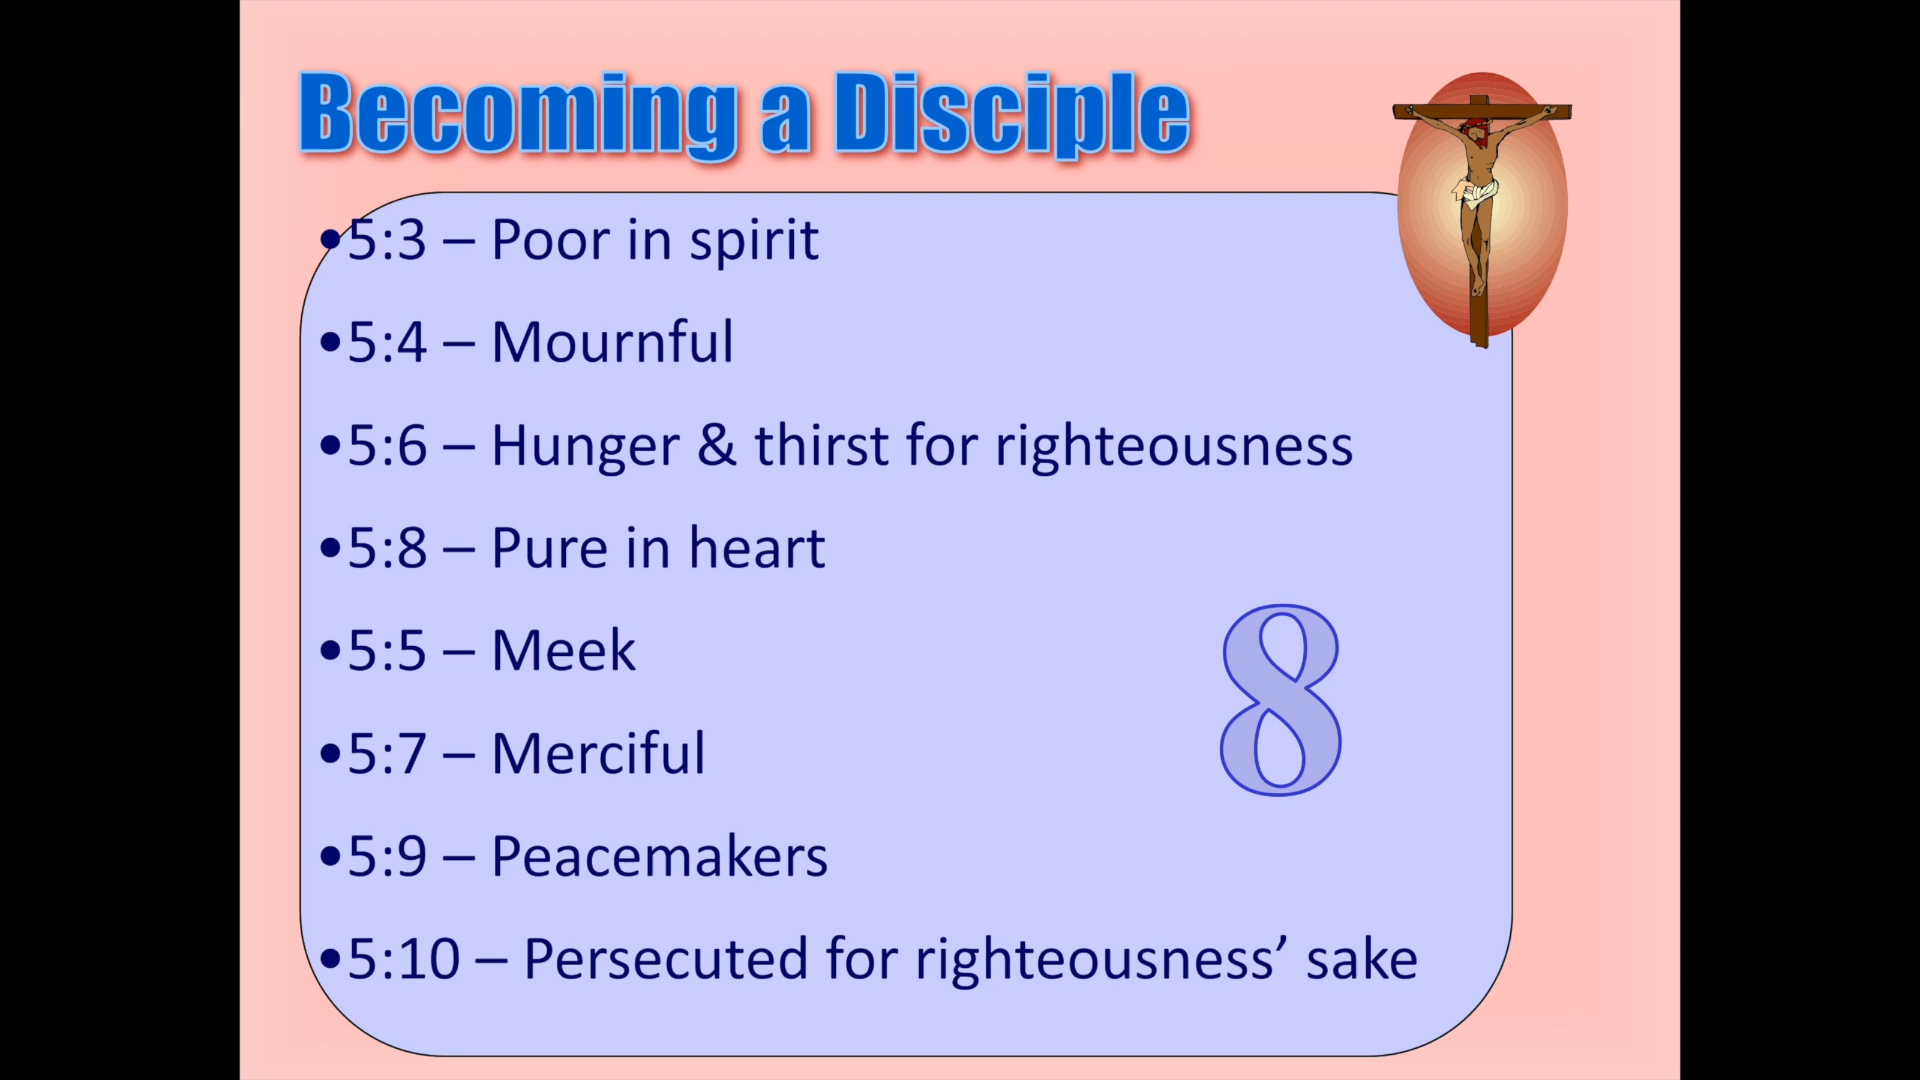 Becoming a Disciple
•5:3 – Poor in spirit
•5:4 – Mournful
•5:6 – Hunger & thirst for righteousness
•5:8 – Pure in heart
•5:5 – Meek
•5:7 – Merciful
•5:9 – Peacemakers
•5:10 – Persecuted for righteousness’ sake
8